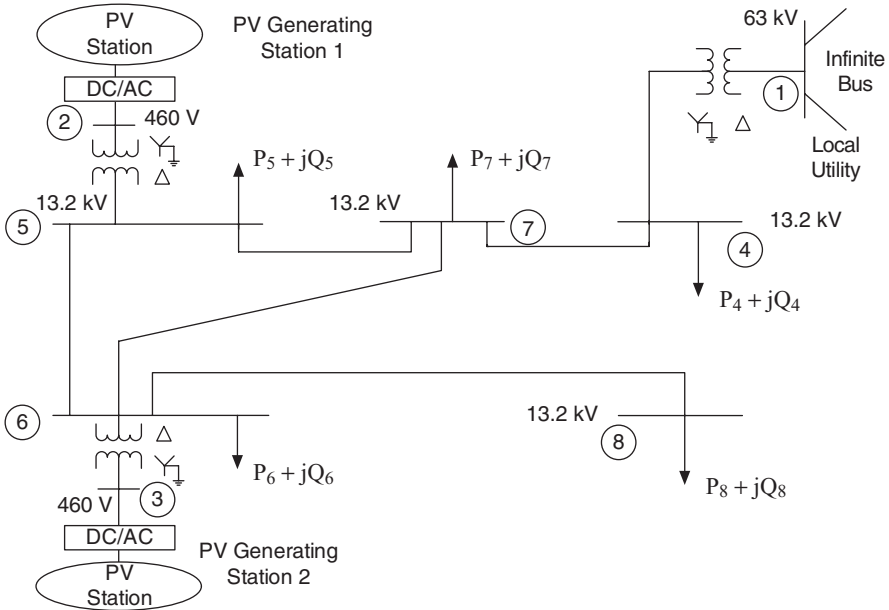 PV
Station
PV Generating
Station 1
DC/AC
2
460 V
63 kV
Infinite
Bus
1
Local
Utility
P5 + jQ5
P7 + jQ7
13.2 kV
5
13.2 kV
7
13.2 kV
4
P4 + jQ4
6
13.2 kV
8
P6 + jQ6
P8 + jQ8
3
460 V
DC/AC
PV Generating
Station 2
PV
Station